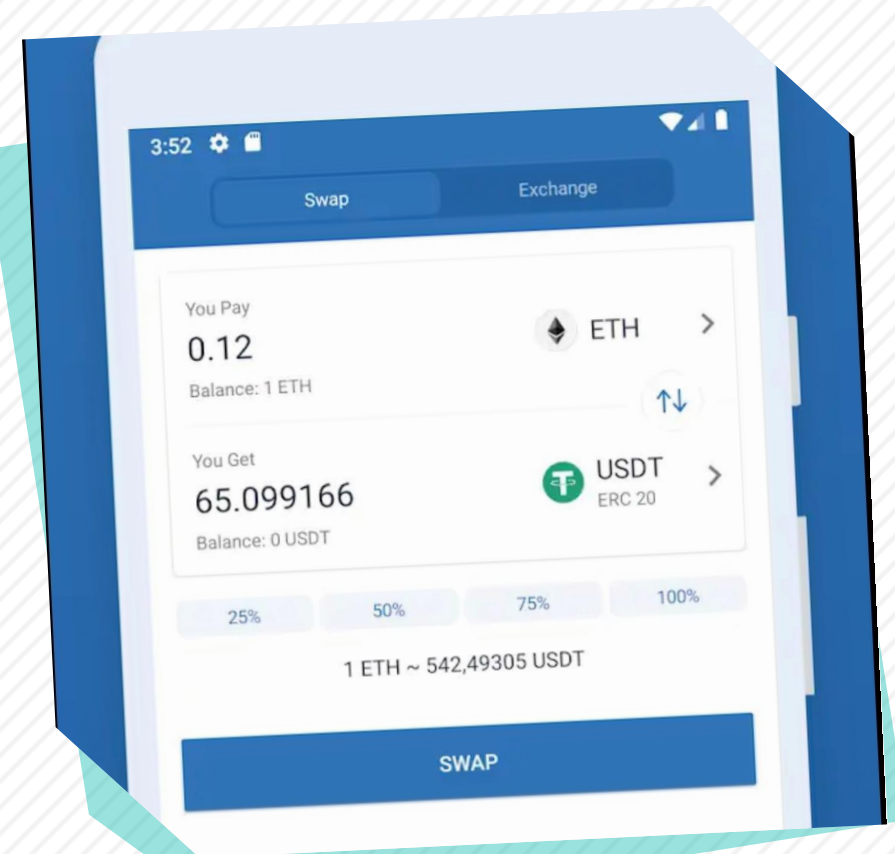 3:52
Swap
Exchange
You Pay
0.12
ETH
Balance: 1 ETH
You Get
65.099166
USDT
ERC 20
Balance: 0 USDT
25%
50%
75%
100%
1 ETH ~ 542,49305 USDT
SWAP